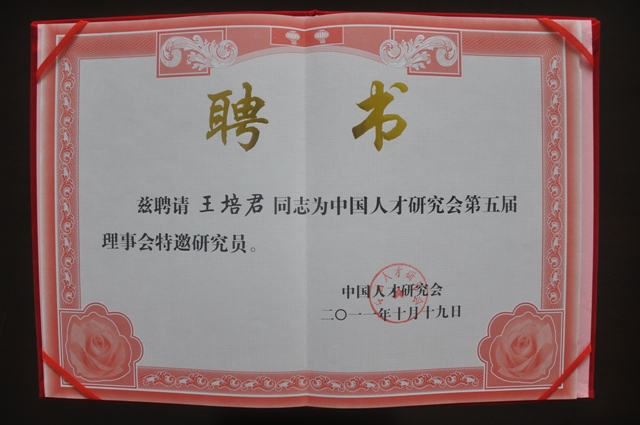 聘书
兹聘请 王培君 同志为中国人才研究会第五届
理事会特邀研究员。
中国人才研究会
二〇一一年十月十九日